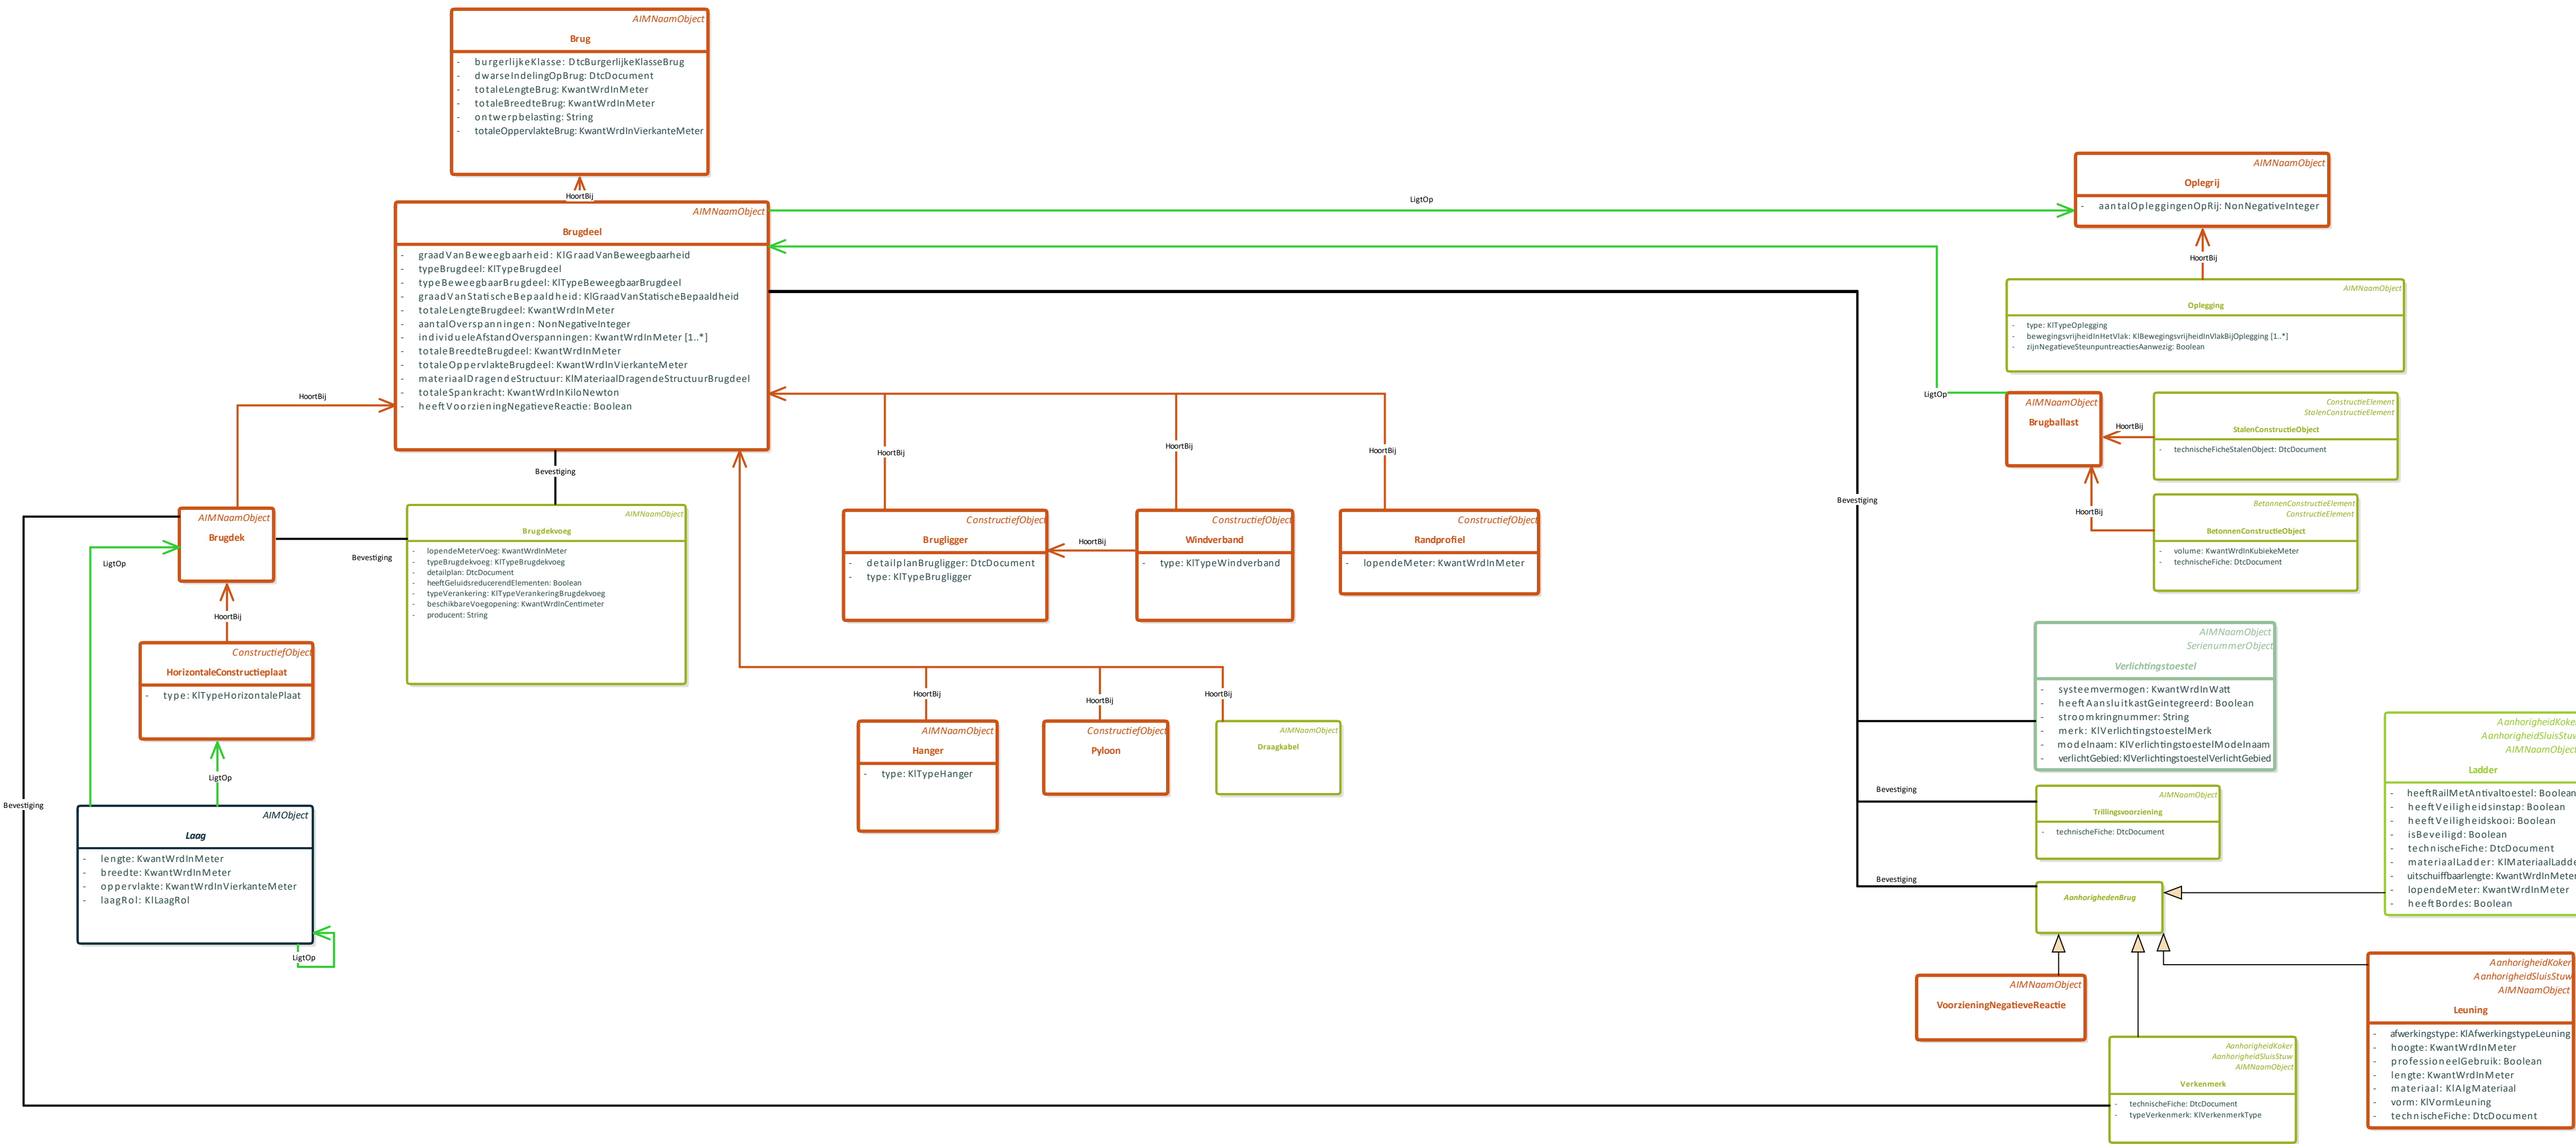 AIMNaamObject
Brug
- burgerlijkeKlasse: DtcBurgerlijkeKlasseBrug
- dwarseIndelingOpBrug: DtcDocument
- totaleLengteBrug: KwantWrdInMeter
- totaleBreedteBrug: KwantWrdInMeter
- ontwerpbelasting: String
- totaleOppervlakteBrug: KwantWrdInVierkanteMeter
HoortBij
AIMNaamObject
Brugdeel
- graadVanBeweegbaarheid: KlGraadVanBeweegbaarheid
- typeBrugdeel: KlTypeBrugdeel
- typeBeweegbaarBrugdeel: KlTypeBeweegbaarBrugdeel
- graadVanStatischeBepaaldheid: KlGraadVanStatischeBepaaldheid
- totaleLengteBrugdeel: KwantWrdInMeter
- aantalOverspanningen: NonNegativeInteger
- individueleAfstandOverspanningen: KwantWrdInMeter [1..*]
- totaleBreedteBrugdeel: KwantWrdInMeter
- totaleOppervlakteBrugdeel: KwantWrdInVierkanteMeter
- materiaalDragendeStructuur: KlMateriaalDragendeStructuurBrugdeel
- totaleSpankracht: KwantWrdInKiloNewton
- heeftVoorzieningNegatieveReactie: Boolean
LigtOp
AIMNaamObject
Oplegrij
- aantalOpleggingenOpRij: NonNegativeInteger
HoortBij
AIMNaamObject
Oplegging
- type: KlTypeOplegging
- bewegingsvrijheidInHetVlak: KlBewegingsvrijheidInVlakBijOplegging [1..*]
- zijnNegatieveSteunpuntreactiesAanwezig: Boolean
LigtOp
AIMNaamObject
Brugballast
HoortBij
ConstructieElement
StalenConstructieElement
StalenConstructieObject
- technischeFicheStalenObject: DtcDocument
HoortBij
BetonnenConstructieElement
ConstructieElement
BetonnenConstructieObject
- volume: KwantWrdInKubiekeMeter
- technischeFiche: DtcDocument
HoortBij
Bevestiging
AIMNaamObject
Brugdek
Bevestiging
AIMNaamObject
Brugdekvoeg
- lopendeMeterVoeg: KwantWrdInMeter
- typeBrugdekvoeg: KlTypeBrugdekvoeg
- detailplan: DtcDocument
- heeftGeluidsreducerendElementen: Boolean
- typeVerankering: KlTypeVerankeringBrugdekvoeg
- beschikbareVoegopening: KwantWrdInCentimeter
- producent: String
HoortBij
HoortBij
HoortBij
ConstructiefObject
Brugligger
- detailplanBrugligger: DtcDocument
- type: KlTypeBrugligger
HoortBij
ConstructiefObject
Windverband
- type: KlTypeWindverband
ConstructiefObject
Randprofiel
- lopendeMeter: KwantWrdInMeter
Bevestiging
LigtOp
HoortBij
ConstructiefObject
HorizontaleConstructieplaat
- type: KlTypeHorizontalePlaat
LigtOp
HoortBij
HoortBij
HoortBij
AIMNaamObject
Hanger
- type: KlTypeHanger
ConstructiefObject
Pyloon
AIMNaamObject
Draagkabel
Bevestiging
AIMObject
Laag
- lengte: KwantWrdInMeter
- breedte: KwantWrdInMeter
- oppervlakte: KwantWrdInVierkanteMeter
- laagRol: KlLaagRol
LigtOp
AIMNaamObject
SerienummerObject
Verlichtingstoestel
- systeemvermogen: KwantWrdInWatt
- heeftAansluitkastGeintegreerd: Boolean
- stroomkringnummer: String
- merk: KlVerlichtingstoestelMerk
- modelnaam: KlVerlichtingstoestelModelnaam
- verlichtGebied: KlVerlichtingstoestelVerlichtGebied
Bevestiging
AIMNaamObject
Trillingsvoorziening
- technischeFiche: DtcDocument
Bevestiging
AanhorighedenBrug
AanhorigheidKoker
AanhorigheidSluisStuw
AIMNaamObject
Ladder
- heeftRailMetAntivaltoestel: Boolean
- heeftVeiligheidsinstap: Boolean
- heeftVeiligheidskooi: Boolean
- isBeveiligd: Boolean
- technischeFiche: DtcDocument
- materiaalLadder: KlMateriaalLadde
- uitschuiffbaarlengte: KwantWrdInMeter
- lopendeMeter: KwantWrdInMeter
- heeftBordes: Boolean
AIMNaamObject
VoorzieningNegatieveReactie
AanhorigheidKoker
AanhorigheidSluisStuw
AIMNaamObject
Leuning
- afwerkingstype: KlAfwerkingstypeLeuning
- hoogte: KwantWrdInMeter
- professioneelGebruik: Boolean
- lengte: KwantWrdInMeter
- materiaal: KlAlgMateriaal
- vorm: KlVormLeuning
- technischeFiche: DtcDocument
AanhorigheidKoker
AanhorigheidSluisStuw
AIMNaamObject
Verkenmerk
- technischeFiche: DtcDocument
- typeVerkenmerk: KlVerkenmerkType